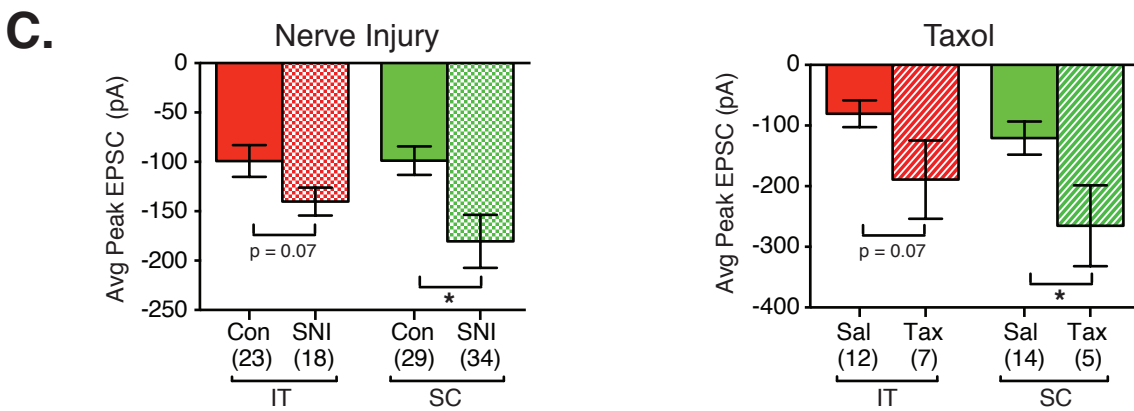 C.
Nerve Injury
Avg Peak EPSC (pA)
0
-50
-100
-150
-200
-250
p = 0.07
*
Con SNI Con SNI
(23) (18) (29) (34)
IT SC
Taxol
Avg Peak EPSC (pA)
0
-100
-200
-300
-400
p = 0.07
*
Sal Tax Sal Tax
(12) (7) (14) (5)
IT SC